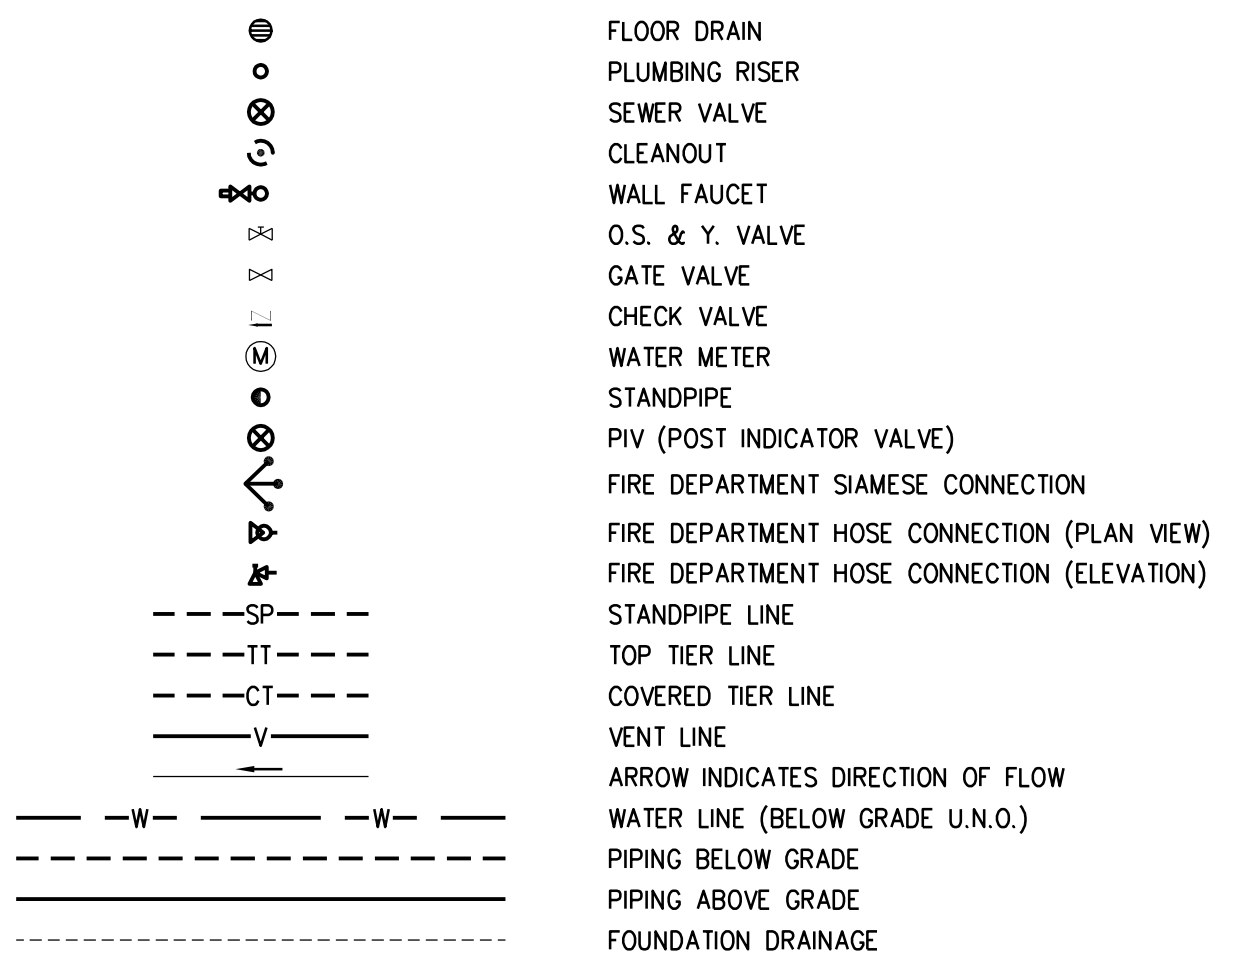 FLOOR DRAIN
PLUMBING RISER
SEWER VALVE
CLEANOUT
WALL FAUCET
O.S. & Y. VALVE
GATE VALVE
CHECK VALVE
M WATER METER
STANDPIPE
PIV (POST INDICATOR VALVE)
FIRE DEPARTMENT SIAMESE CONNECTION
FIRE DEPARTMENT HOSE CONNECTION (PLAN VIEW)
FIRE DEPARTMENT HOSE CONNECTION (ELEVATION)
SP STANDPIPE LINE
TT TOP TIER LINE
CT COVERED TIER LINE
V VENT LINE
ARROW INDICATES DIRECTION OF FLOW
W W WATER LINE (BELOW GRADE U.N.O.)
PIPING BELOW GRADE
PIPING ABOVE GRADE
FOUNDATION DRAINAGE